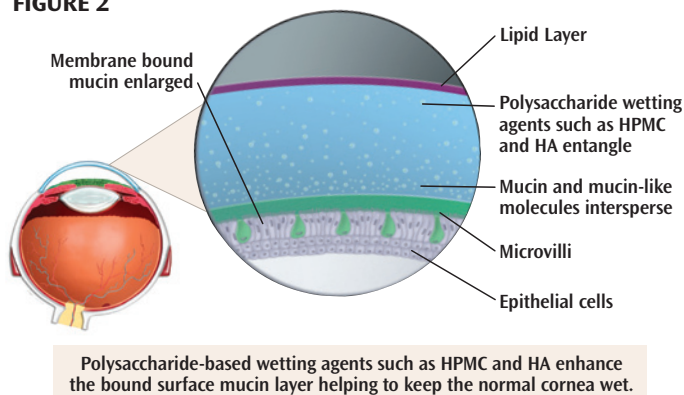 FIGURE 2
Membrane bound
mucin enlarged
Lipid Layer
Polysaccharide wetting
agents such as HPMC
and HA entangle
Mucin and mucin-like
molecules intersperse
Microvilli
Epithelial cells
Polysaccharide-based wetting agents such as HPMC and HA enhance
the bound surface mucin layer helping to keep the normal cornea wet.